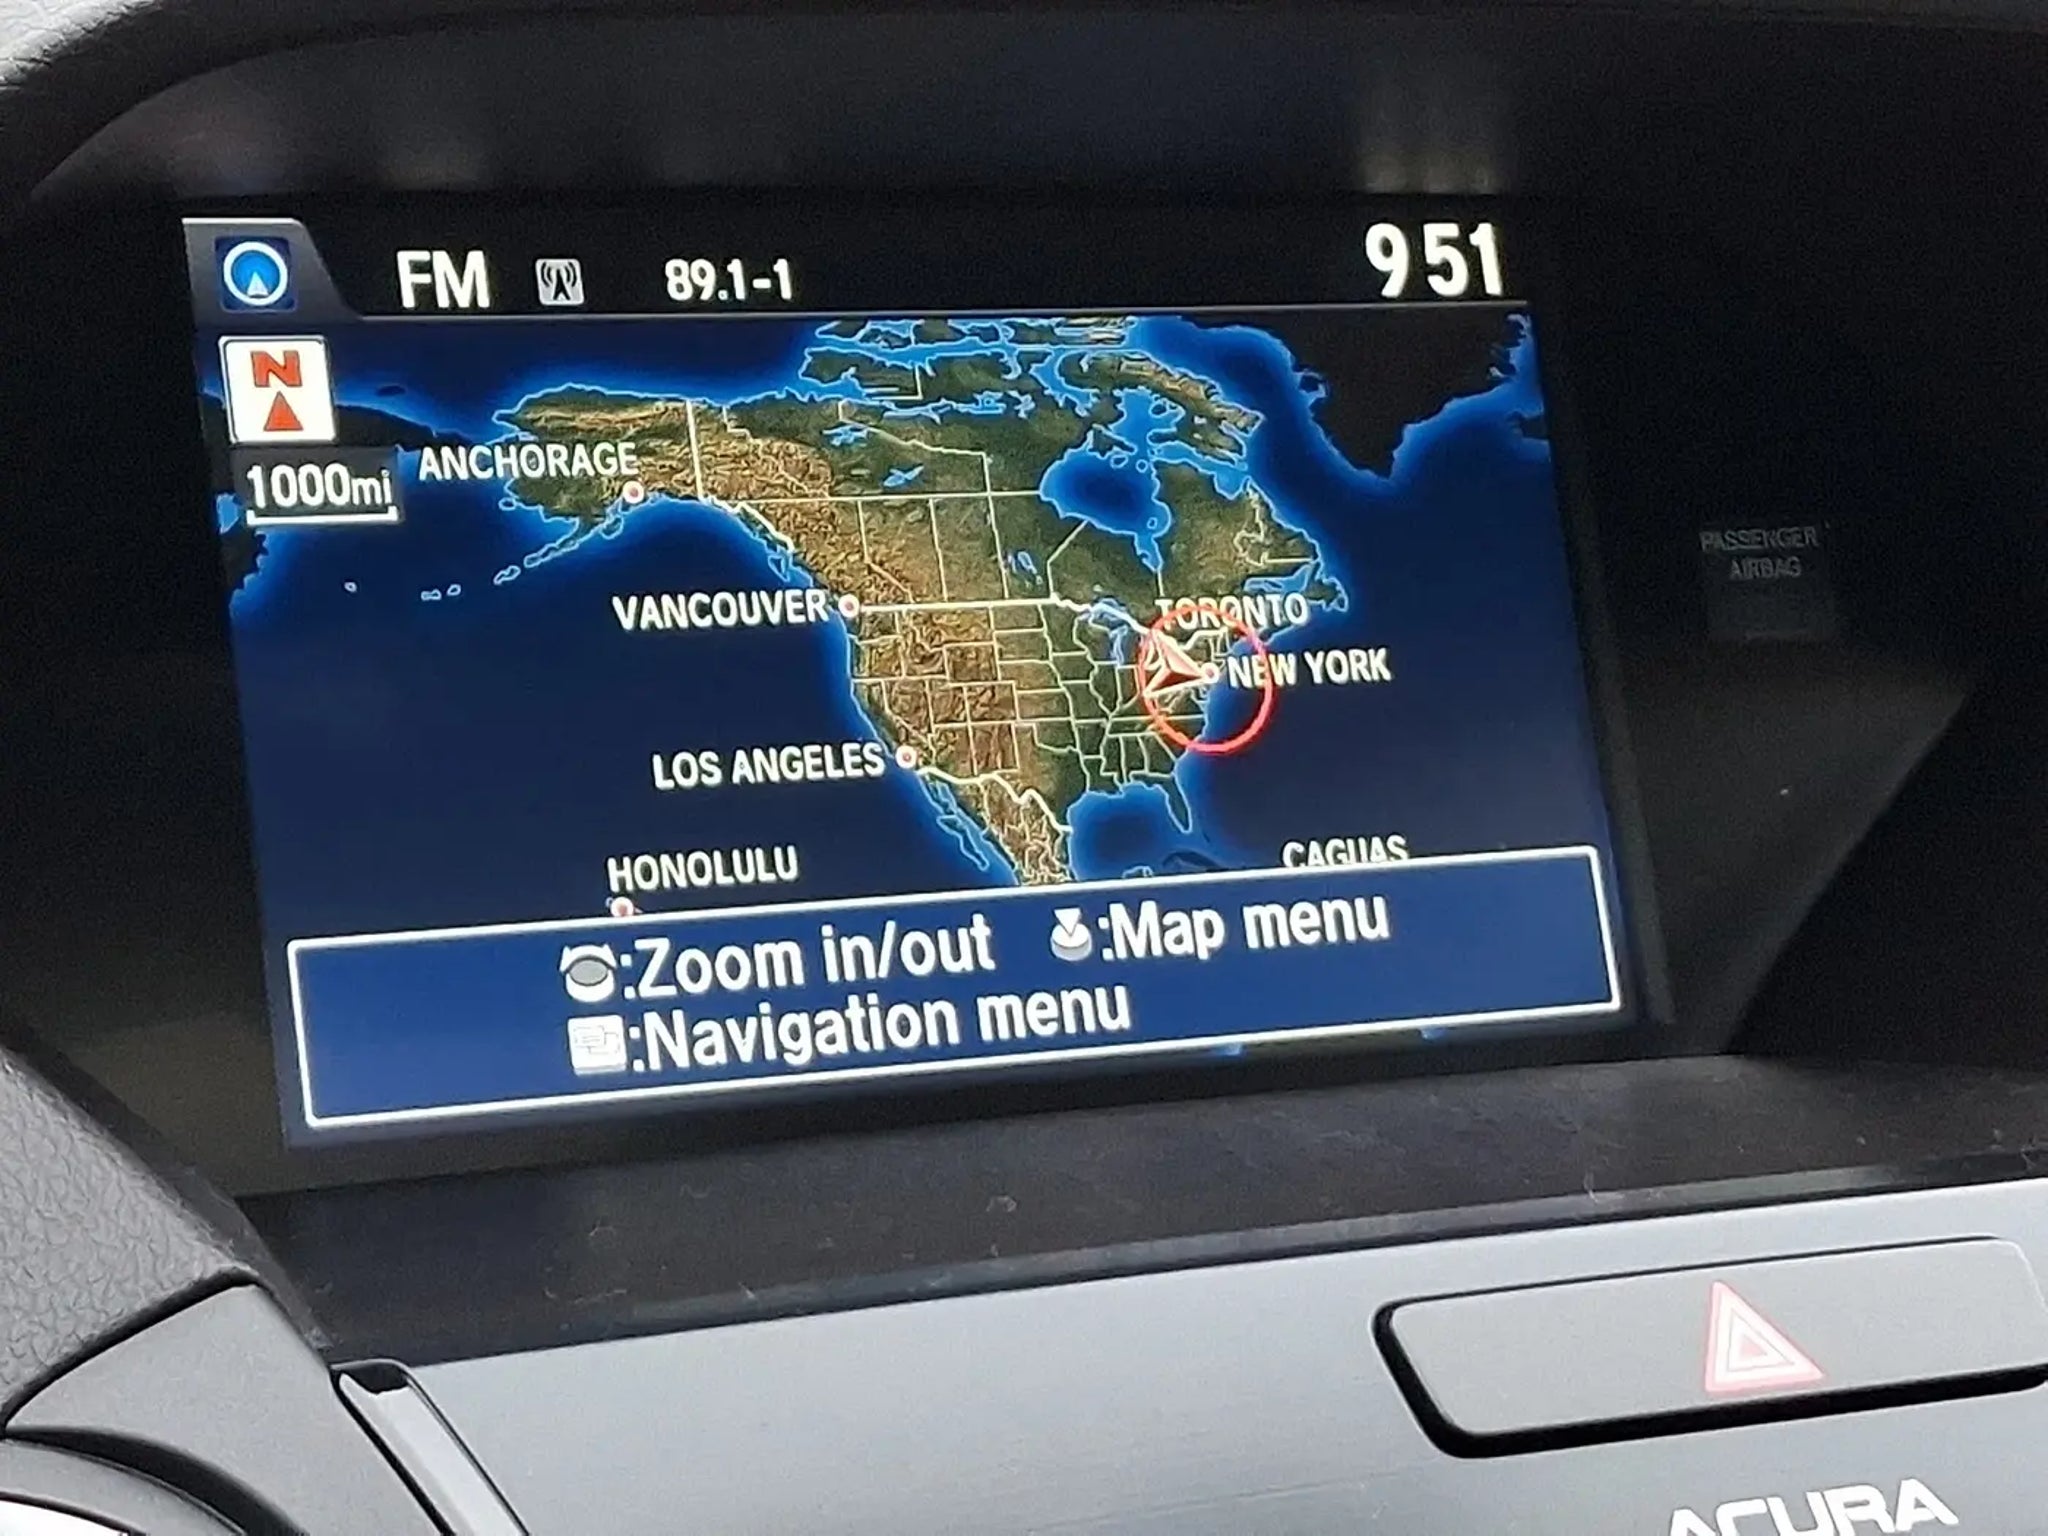 FM 89.1-1 951
N
1000mi
ANCHORAGE
VANCOUVER
TORONTO
NEW YORK
LOS ANGELES
HONOLULU
CAGUAS
:Zoom in/out :Map menu
:Navigation menu
PASSENGER
AIRBAG
ACURA